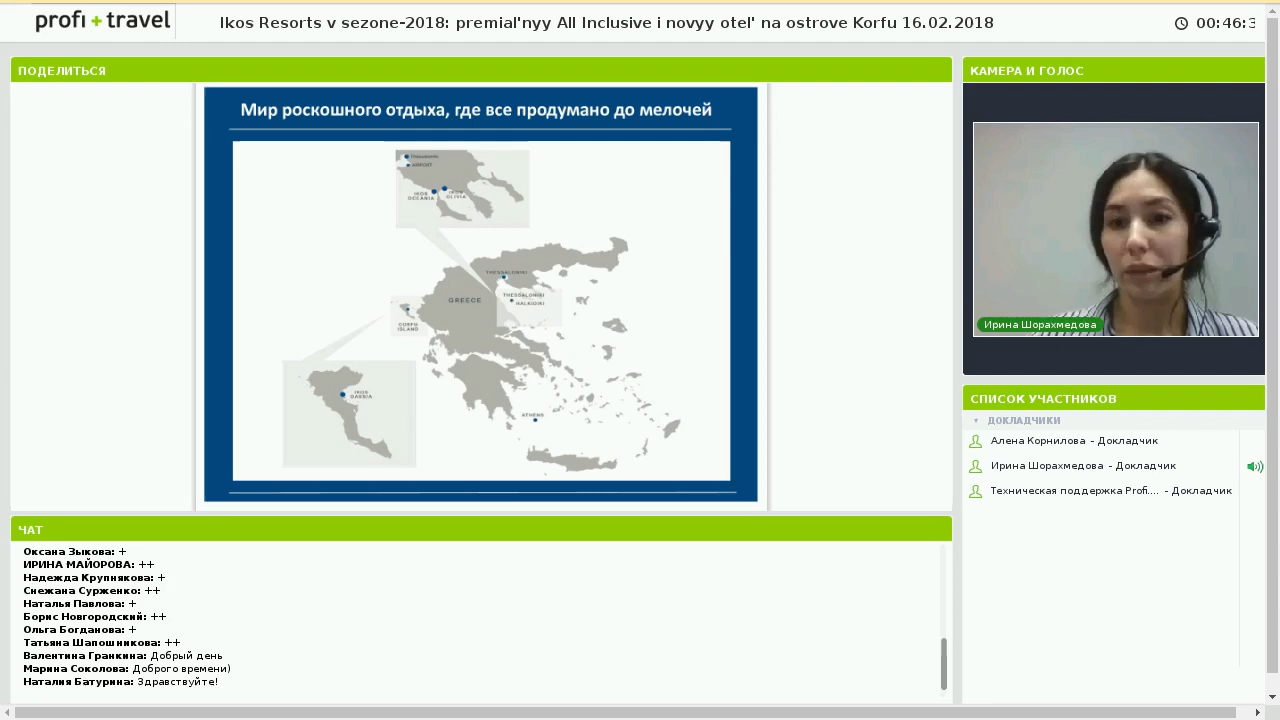 profi + travel
Ikos Resorts v sezone-2018: premial'nyy All Inclusive i novyy otel' na ostrove Korfu 16.02.2018
00:46:3
ПОДЕЛИТЬСЯ
Мир роскошного отдыха, где все продумано до мелочей
AIRPORT
IKOS
OCEANIA
OLIVIA
THESSALONIKI
GREECE
THESSALONIKI
HALKIDIKI
CORFU
ISLAND
IKOS
DASSIA
ATHENS
КАМЕРА И ГОЛОС
Ирина Шорахмедова
СПИСОК УЧАСТНИКОВ
ДОКЛАДЧИКИ
Алена Корнилова - Докладчик
Ирина Шорахмедова - Докладчик
Техническая поддержка Profi.... - Докладчик
ЧАТ
Оксана Зыкова: +
ИРИНА МАЙОРОВА: ++
Надежда Крупнякова: +
Снежана Сурженко: ++
Наталья Павлова: +
Борис Новгородский: ++
Ольга Богданова: +
Татьяна Шапошникова: ++
Валентина Гранкина: Добрый день
Марина Соколова: Доброго времени)
Наталия Батурина: Здравствуйте!